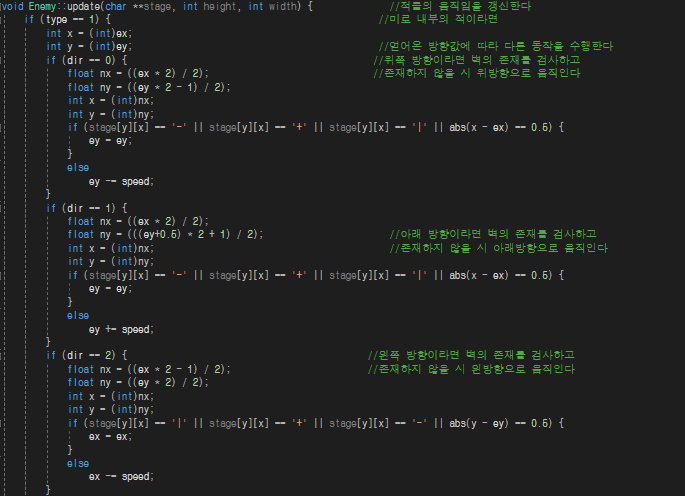 void Enemy::update(char **stage, int height, int width) { //적들의 움직임을 갱신한다
if (type == 1) { //미로 내부의 적이라면
int x = (int)ex;
int y = (int)ey; //얻어온 방향값에 따라 다른 동작을 수행한다
if (dir == 0) { //위쪽 방향이라면 벽의 존재를 검사하고
float nx = ((ex * 2) / 2); //존재하지 않을 시 위방향으로 움직인다
float ny = ((ey * 2 - 1) / 2);
int x = (int)nx;
int y = (int)ny;
if (stage[y][x] == '-' || stage[y][x] == '+' || stage[y][x] == '|' || abs(x - ex) == 0.5) {
ey = ey;
}
else
ey -= speed;
}
if (dir == 1) {
float nx = ((ex * 2) / 2);
float ny = (((ey+0.5) * 2 + 1) / 2); //아래 방향이라면 벽의 존재를 검사하고
int x = (int)nx; //존재하지 않을 시 아래방향으로 움직인다
int y = (int)ny;
if (stage[y][x] == '-' || stage[y][x] == '+' || stage[y][x] == '|' || abs(x - ex) == 0.5) {
ey = ey;
}
else
ey += speed;
}
if (dir == 2) { //왼쪽 방향이라면 벽의 존재를 검사하고
float nx = ((ex * 2 - 1) / 2); //존재하지 않을 시 왼방향으로 움직인다
float ny = ((ey * 2) / 2);
int x = (int)nx;
int y = (int)ny;
if (stage[y][x] == '|' || stage[y][x] == '+' || stage[y][x] == '-' || abs(y - ey) == 0.5) {
ex = ex;
}
else
ex -= speed;
}